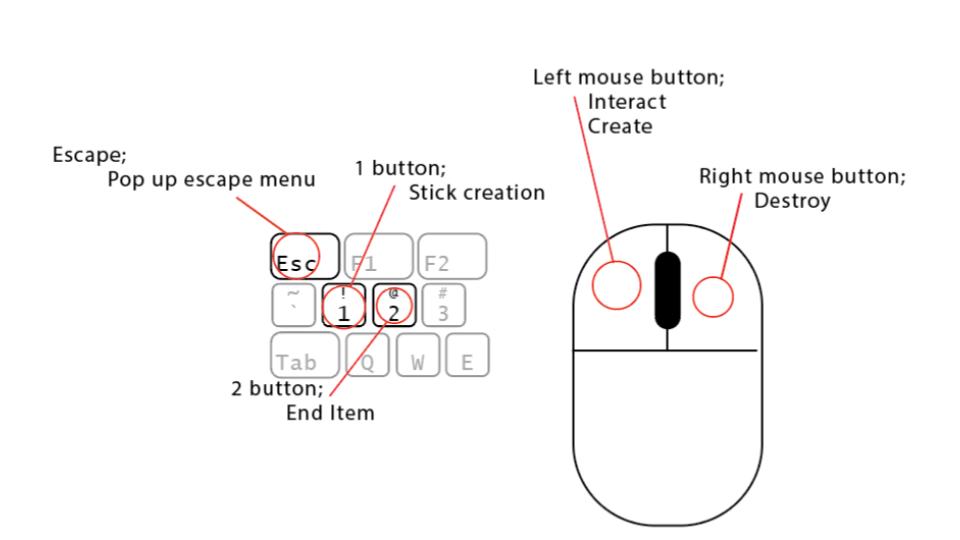 Left mouse button;
Interact
Create
Escape;
Pop up escape menu
1 button;
Stick creation
Right mouse button;
Destroy
Esc
F1
F2
~
`
!
1
@
2
#
3
Tab
Q
W
E
2 button;
End Item